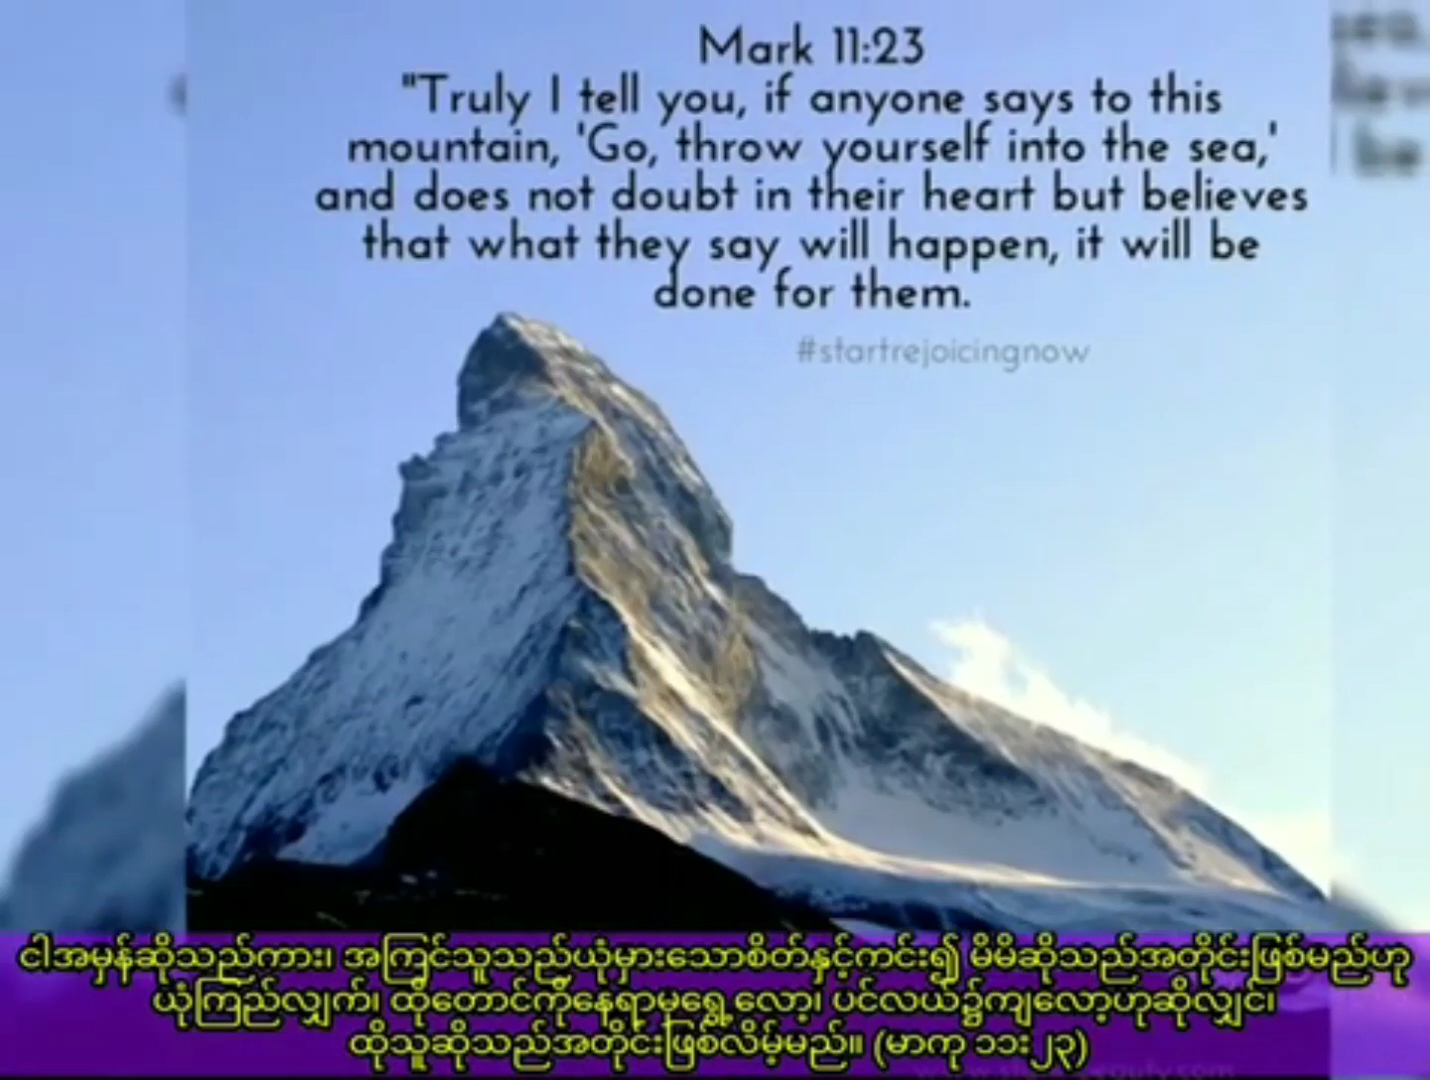 Mark 11:23
"Truly I tell you, if anyone says to this
mountain, 'Go, throw yourself into the sea,'
and does not doubt in their heart but believes
that what they say will happen, it will be
done for them.
#startrejoicingnow
ငါအမှန်ဆိုသည်ကား၊ အကြင်သူသည်ယုံမှားသောစိတ်နှင့်ကင်း၍ မိမိဆိုသည်အတိုင်းဖြစ်မည်ဟု
ယုံကြည်လျှက်၊ ထိုတောင်ကိုနေရာမှရွှေ့လော့၊ ပင်လယ်၌ကျလော့ဟုဆိုလျှင်၊
ထိုသူဆိုသည်အတိုင်းဖြစ်လိမ့်မည်။ (မာကု ၁၁း၂၃)